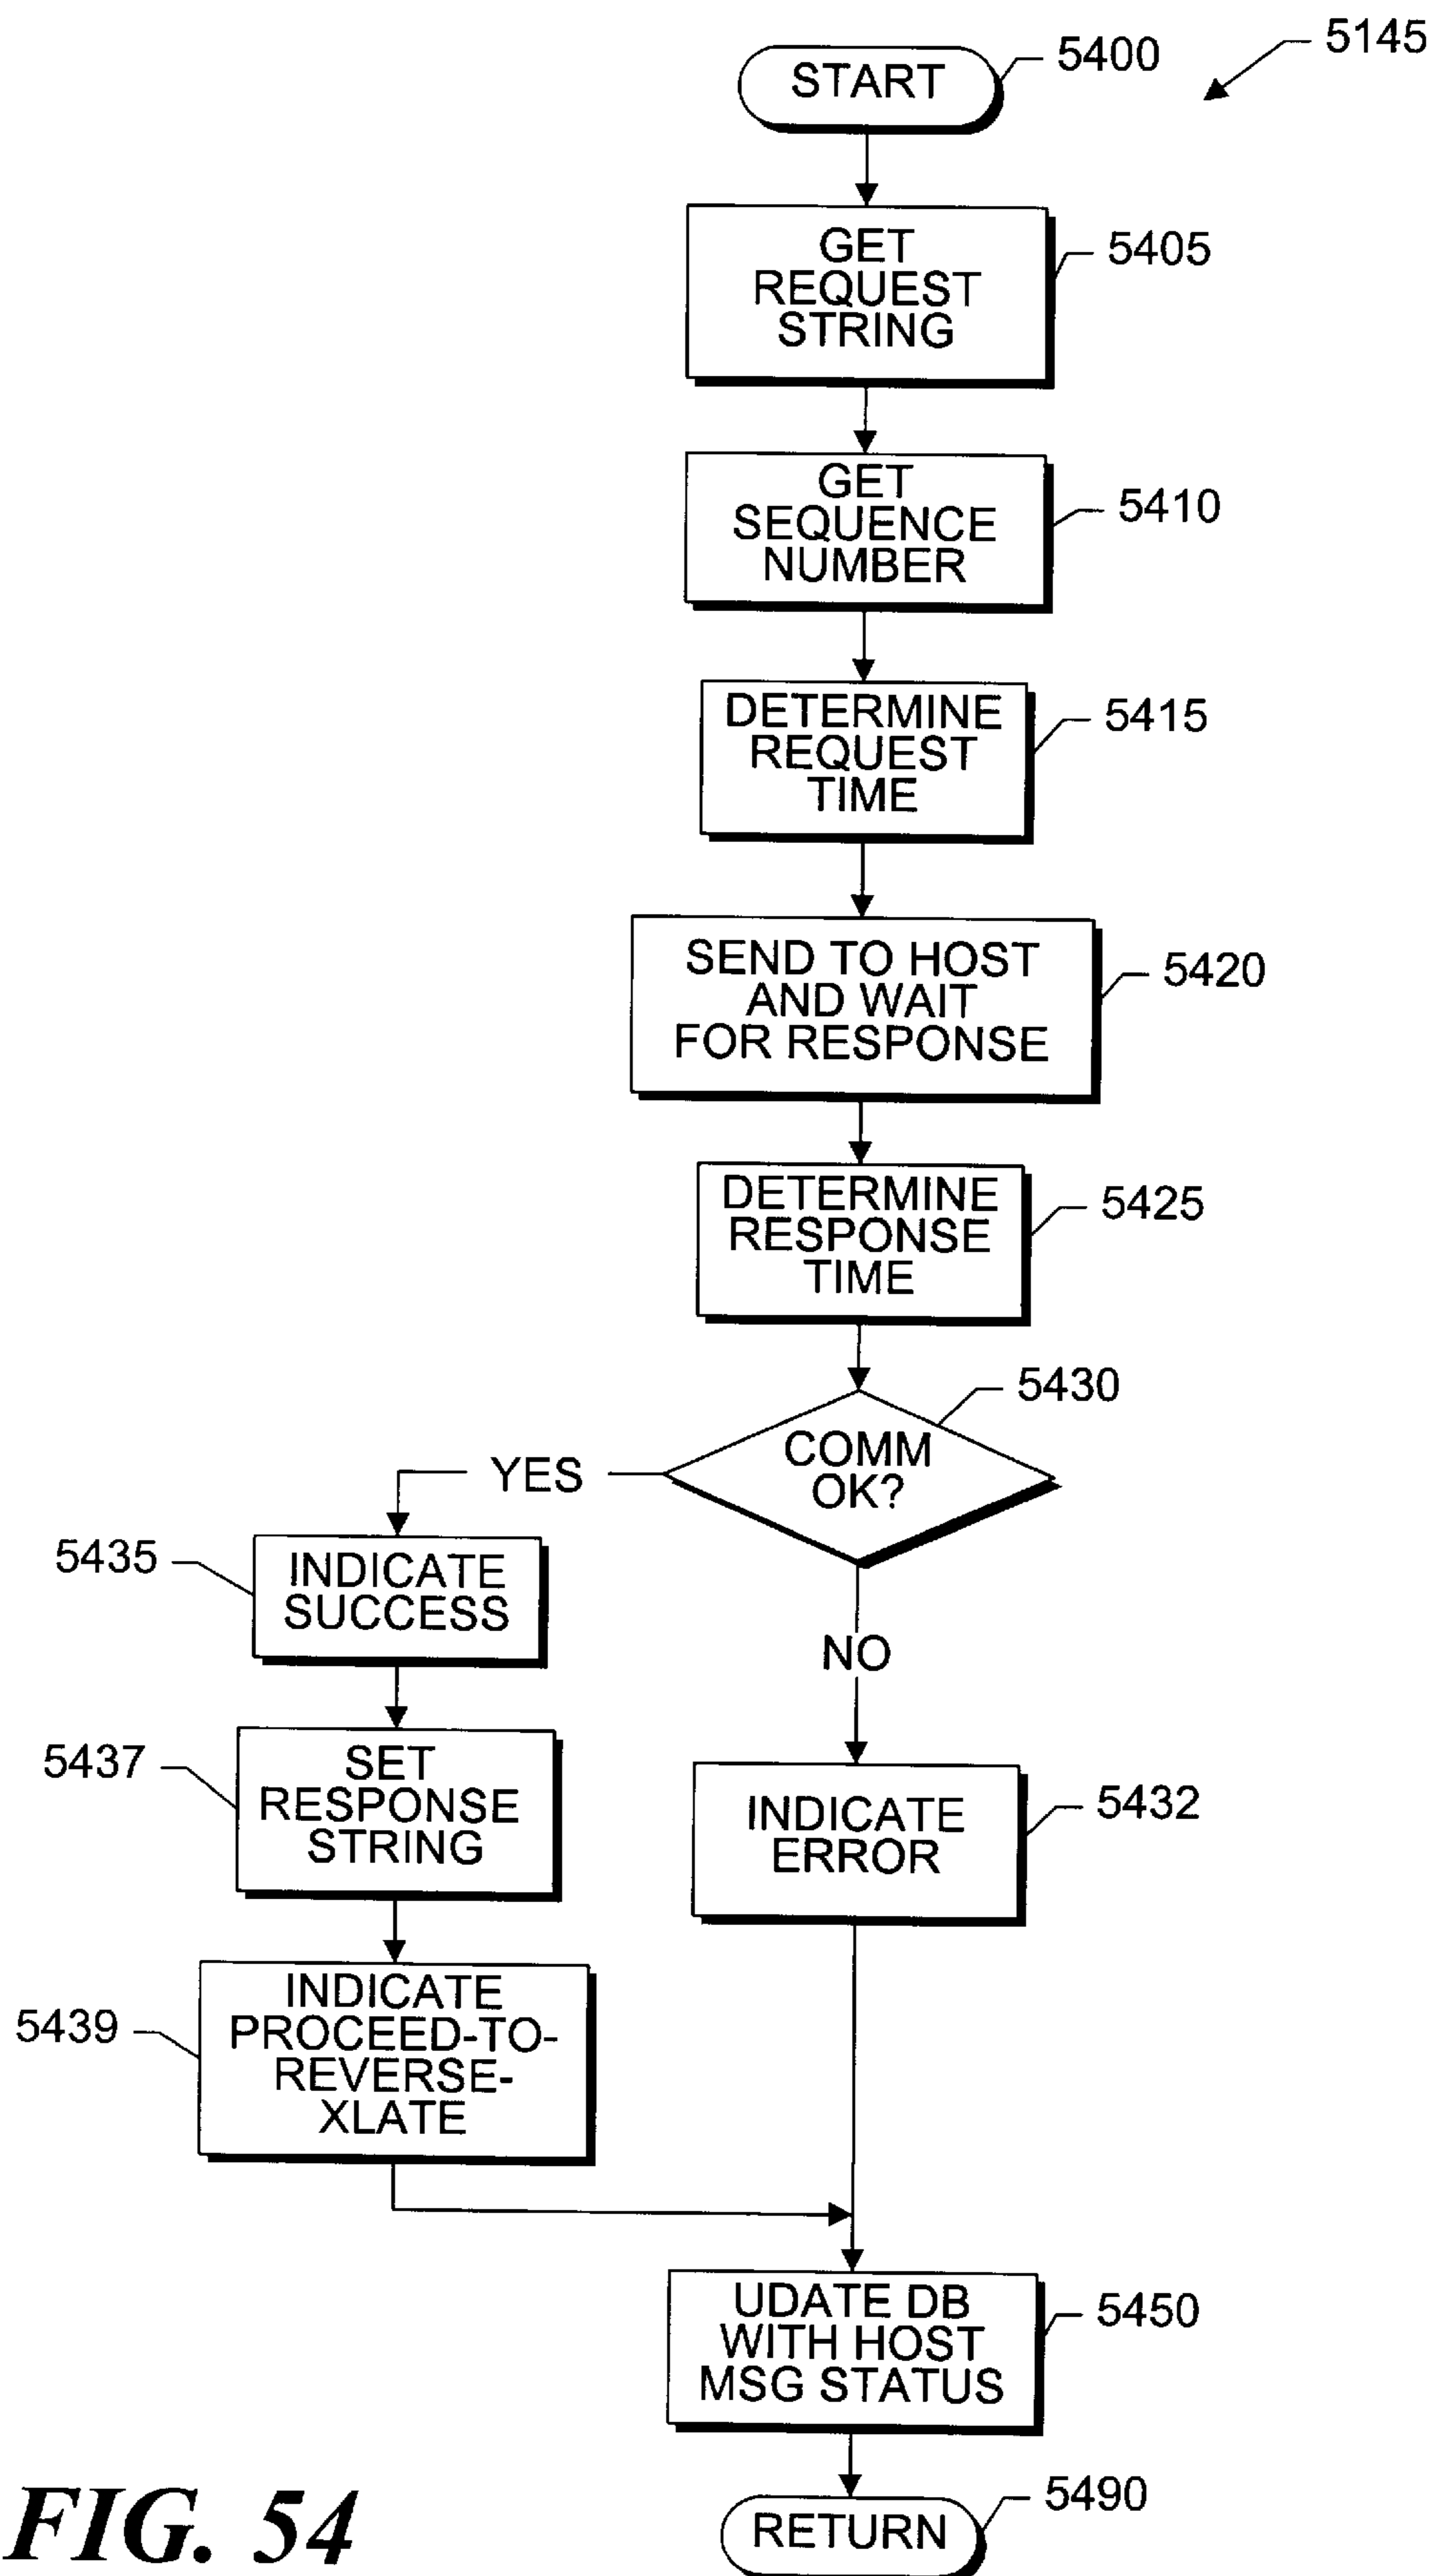 5145
START
5400
GET
REQUEST
STRING
5405
GET
SEQUENCE
NUMBER
5410
DETERMINE
REQUEST
TIME
5415
SEND TO HOST
AND WAIT
FOR RESPONSE
5420
DETERMINE
RESPONSE
TIME
5425
COMM
OK?
5430
YES
NO
5435
INDICATE
SUCCESS
5437
SET
RESPONSE
STRING
INDICATE
ERROR
5432
5439
INDICATE
PROCEED-TO-
REVERSE-
XLATE
UDATE DB
WITH HOST
MSG STATUS
5450
RETURN
5490
FIG. 54